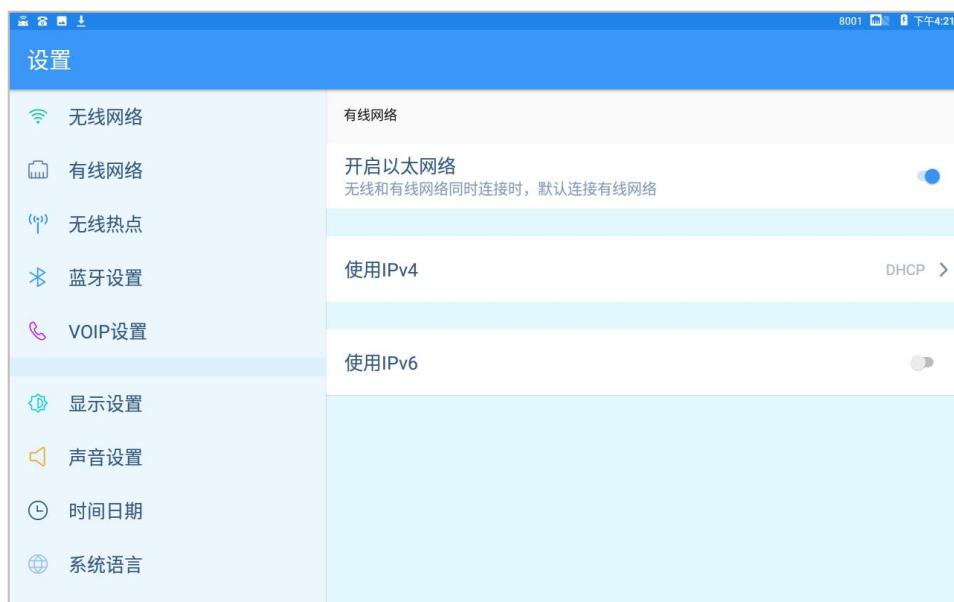 8001 下午4:21
设置
无线网络
有线网络
无线热点
蓝牙设置
VOIP设置
显示设置
声音设置
时间日期
系统语言
有线网络
开启以太网络
无线和有线网络同时连接时，默认连接有线网络
使用IPv4 DHCP
使用IPv6